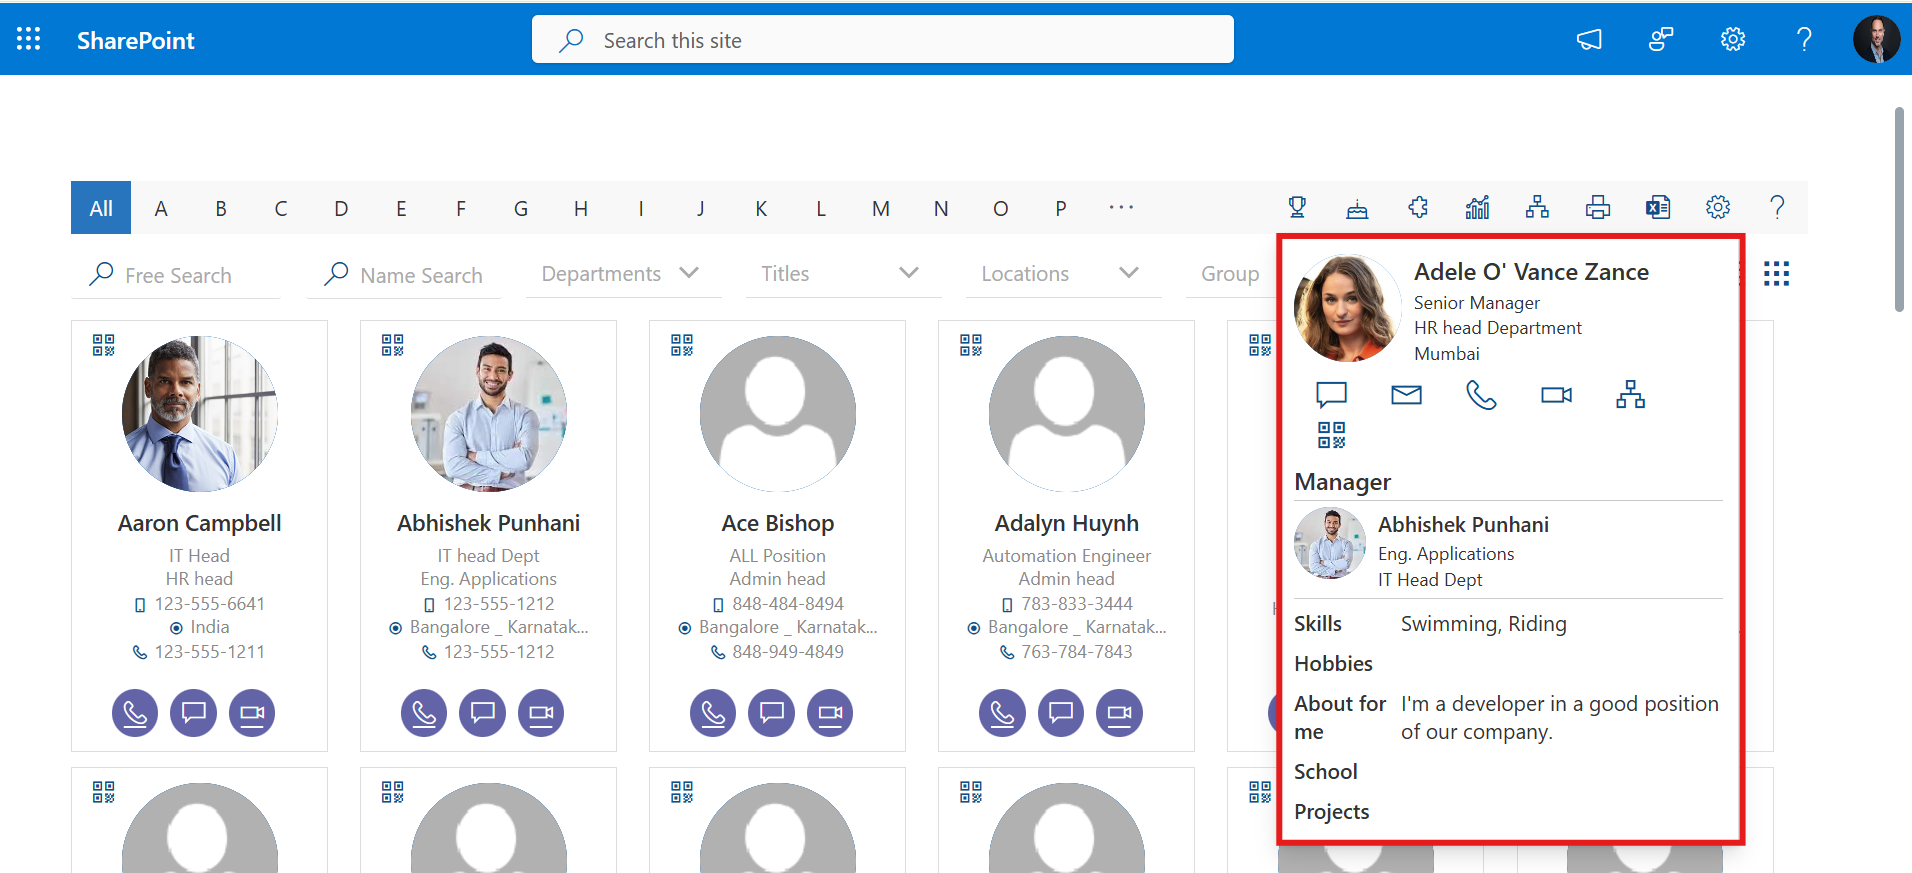 SharePoint
Search this site
All A B C D E F G H I J K L M N O P ...
Free Search
Name Search
Departments
Titles
Locations
Group
Aaron Campbell
IT Head
HR head
123-555-6641
India
123-555-1211
Abhishek Punhani
IT head Dept
Eng. Applications
123-555-1212
Bangalore _ Karnatak...
123-555-1212
Ace Bishop
ALL Position
Admin head
848-484-8494
Bangalore _ Karnatak...
848-949-4849
Adalyn Huynh
Automation Engineer
Admin head
783-833-3444
Bangalore _ Karnatak...
763-784-7843
Adele O' Vance Zance
Senior Manager
HR head Department
Mumbai
Manager
Abhishek Punhani
Eng. Applications
IT Head Dept
Skills Swimming, Riding
Hobbies
About for I'm a developer in a good position
me of our company.
School
Projects